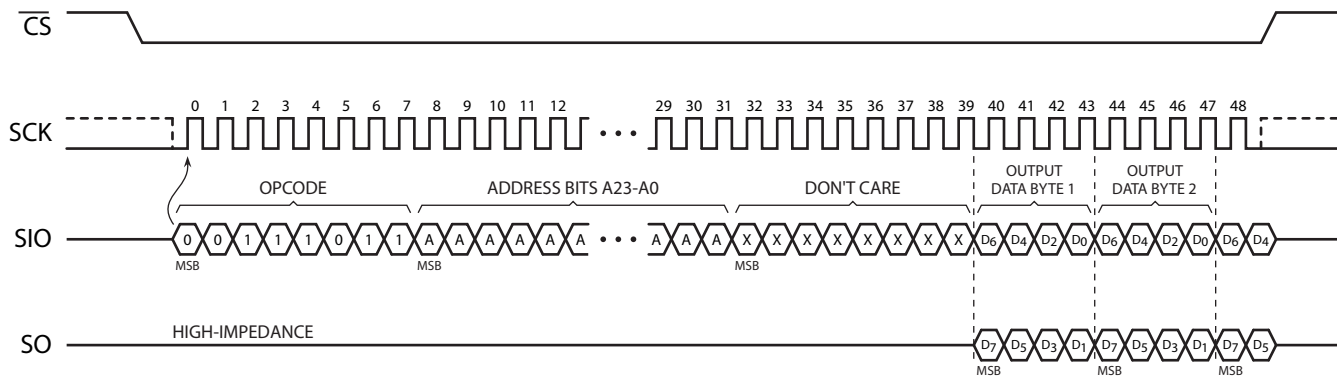 CS
0 1 2 3 4 5 6 7 8 9 10 11 12 29 30 31 32 33 34 35 36 37 38 39 40 41 42 43 44 45 46 47 48
SCK
OPCODE ADDRESS BITS A23-A0 DON'T CARE OUTPUT DATA BYTE 1 OUTPUT DATA BYTE 2
SIO 0 0 1 1 1 0 1 1 A A A A A A A A A X X X X X X X X D6 D4 D2 D0 D6 D4 D2 D0 D6 D4
MSB MSB MSB
HIGH-IMPEDANCE
SO D7 D5 D3 D1 D7 D5 D3 D1 D7 D5
MSB MSB MSB